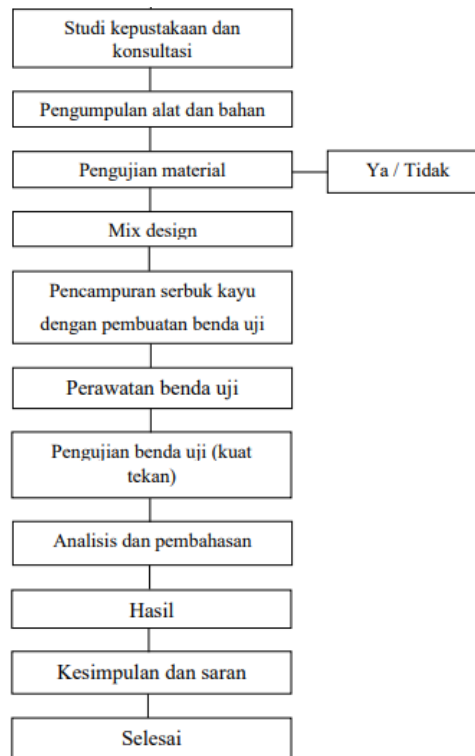 Studi kepustakaan dan
konsultasi
Pengumpulan alat dan bahan
Pengujian material
Ya / Tidak
Mix design
Pencampuran serbuk kayu
dengan pembuatan benda uji
Perawatan benda uji
Pengujian benda uji (kuat
tekan)
Analisis dan pembahasan
Hasil
Kesimpulan dan saran
Selesai